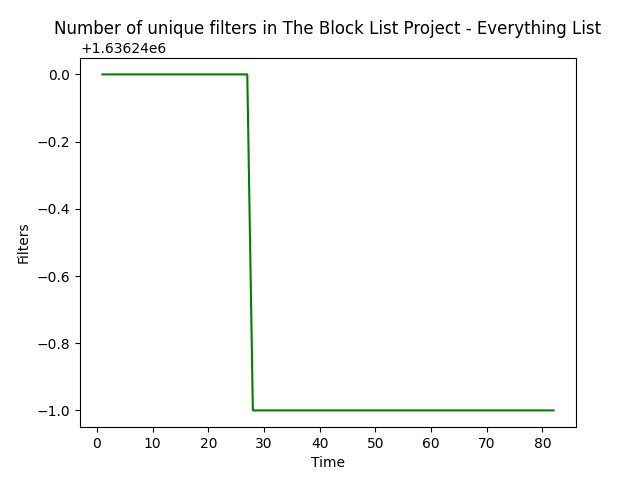 Number of unique filters in The Block List Project - Everything List
+1.63624e6
0.0
−0.2
−0.4
−0.6
−0.8
−1.0
Filters
0 10 20 30 40 50 60 70 80
Time